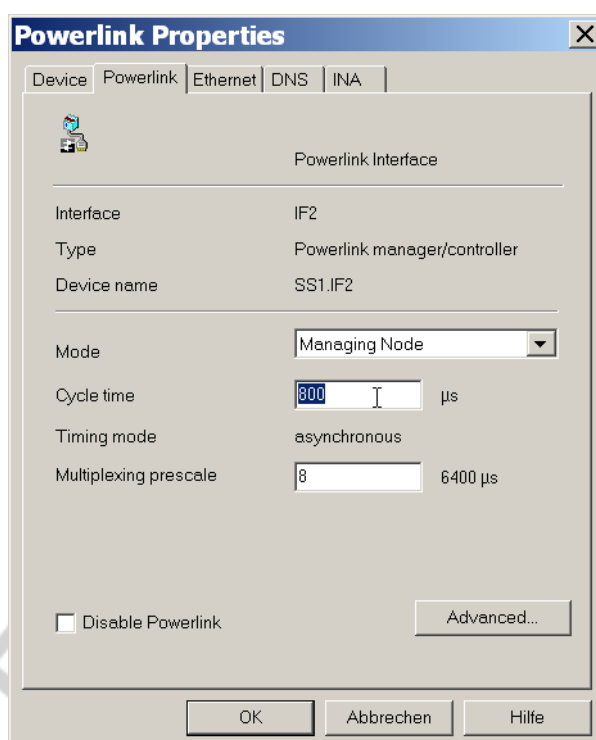 Powerlink Properties
Device Powerlink Ethernet DNS INA
Powerlink Interface
Interface IF2
Type Powerlink manager/controller
Device name SS1.IF2
Mode Managing Node
Cycle time 800 µs
Timing mode asynchronous
Multiplexing prescale 8 6400 µs
Disable Powerlink Advanced...
OK Abbrechen Hilfe